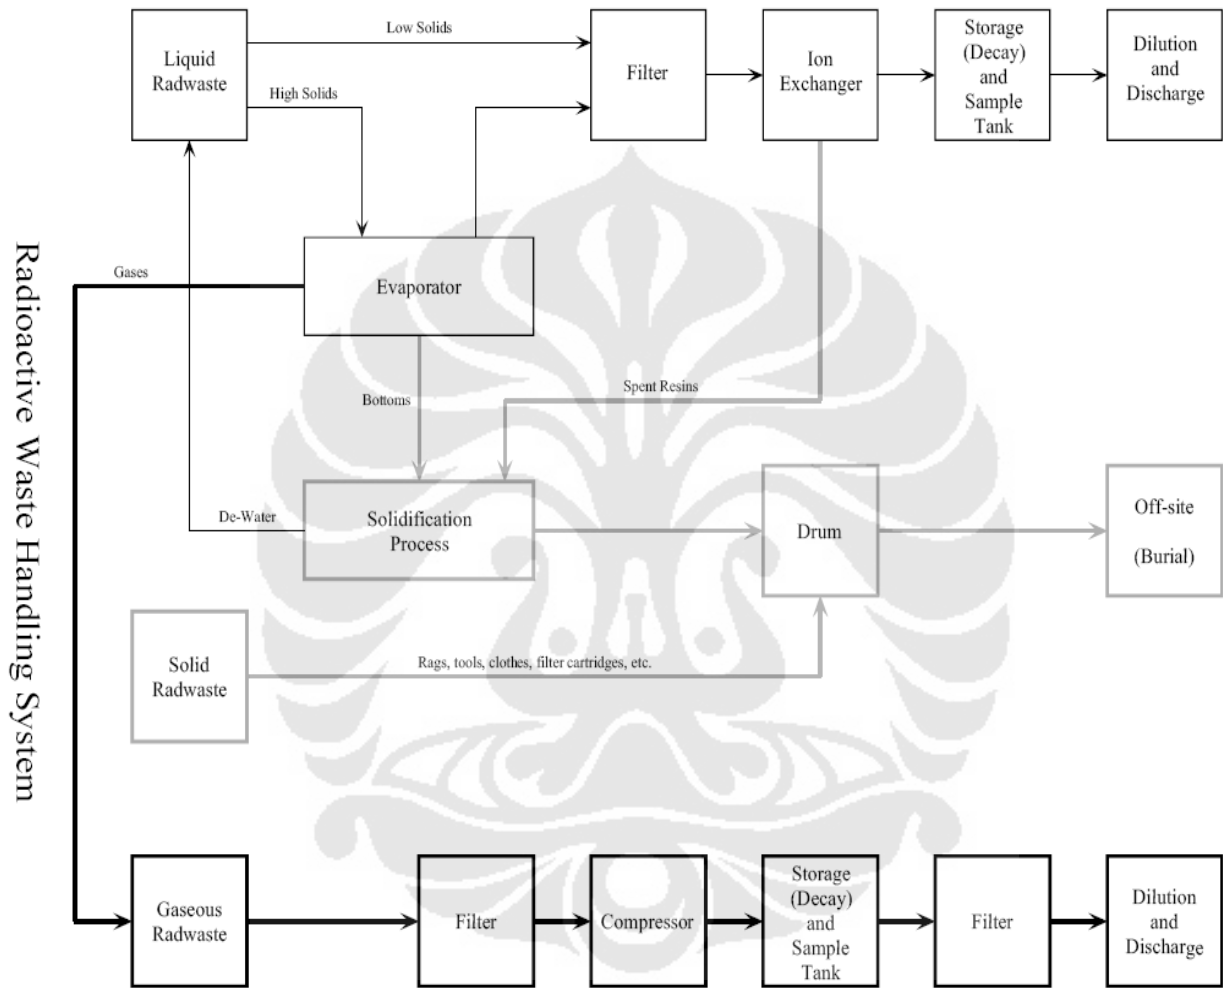 Radioactive Waste Handling System
Liquid
Radwaste
Low Solids
High Solids
Filter
Ion
Exchanger
Storage
(Decay)
and
Sample
Tank
Dilution
and
Discharge
Gases
Evaporator
Bottoms
Spent Resins
De-Water
Solidification
Process
Drum
Off-site
(Burial)
Solid
Radwaste
Rags, tools, clothes, filter cartridges, etc.
Gaseous
Radwaste
Filter
Compressor
Storage
(Decay)
and
Sample
Tank
Filter
Dilution
and
Discharge